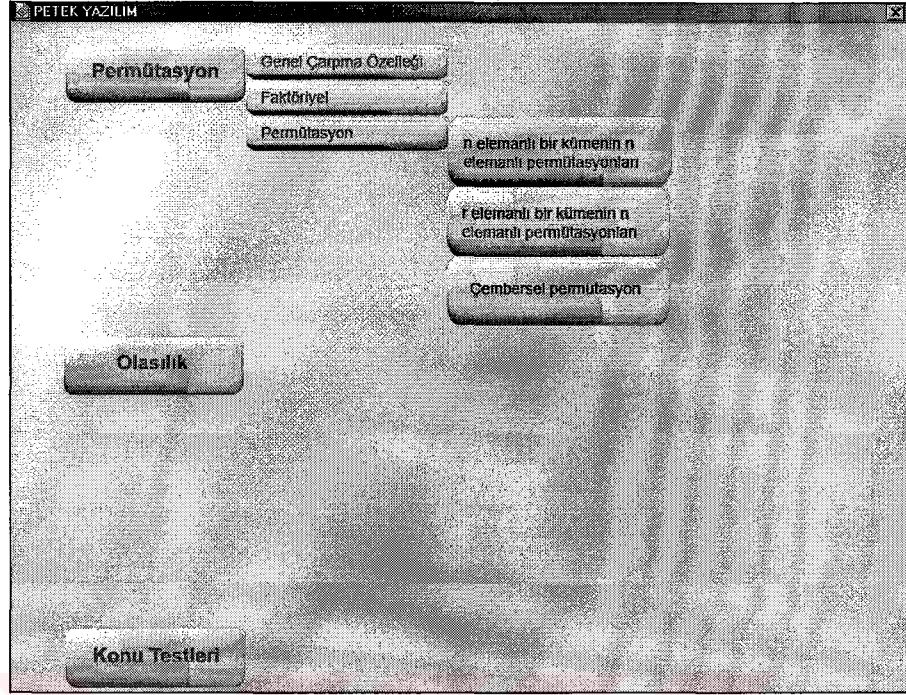 PETEK YAZILIM
Permütasyon
Genel Çarpma Özelleği
Faktöriyel
Permütasyon
n elemanlı bir kümenin n
elemanlı permütasyonları
r elemanlı bir kümenin n
elemanlı permütasyonları
Çembersel permütasyon
Olasılık
Konu Testleri